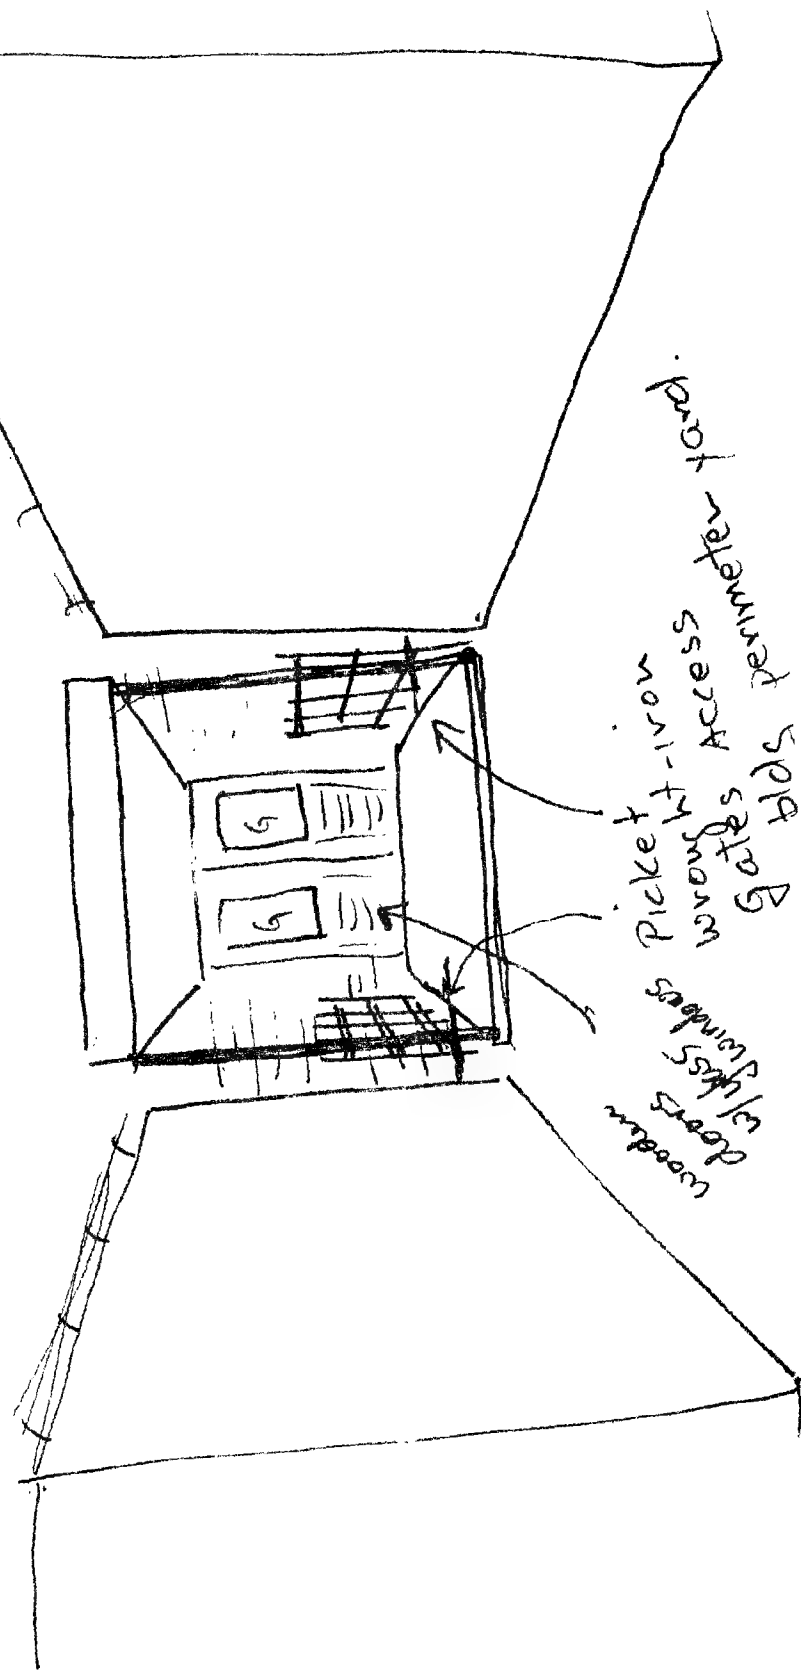 Picket
wrought-iron
gates Access
bldg perimeter yard.
wooden
doors
w/glass windows
G
G